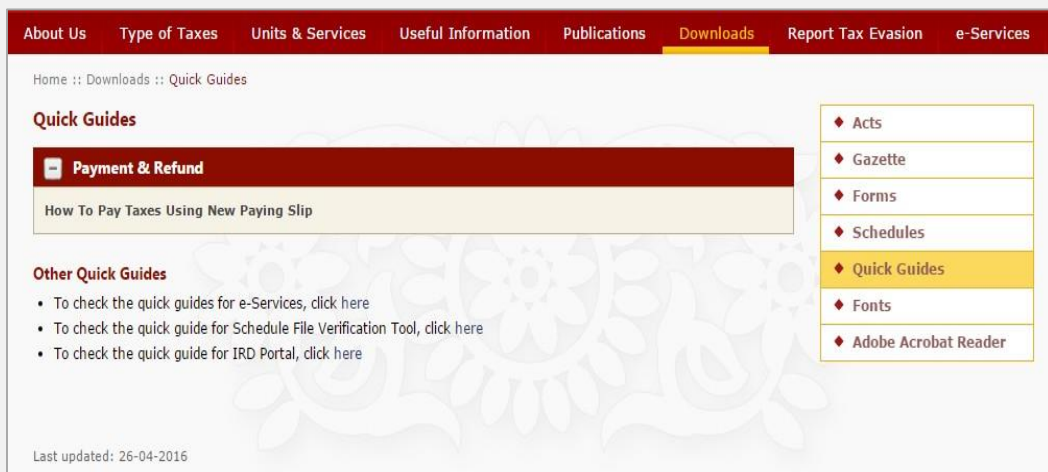 About Us Type of Taxes Units & Services Useful Information Publications Downloads Report Tax Evasion e-Services
Home :: Downloads :: Quick Guides
Quick Guides
Payment & Refund
How To Pay Taxes Using New Paying Slip
Other Quick Guides
• To check the quick guides for e-Services, click here
• To check the quick guide for Schedule File Verification Tool, click here
• To check the quick guide for IRD Portal, click here
Last updated: 26-04-2016
Acts
Gazette
Forms
Schedules
Quick Guides
Fonts
Adobe Acrobat Reader